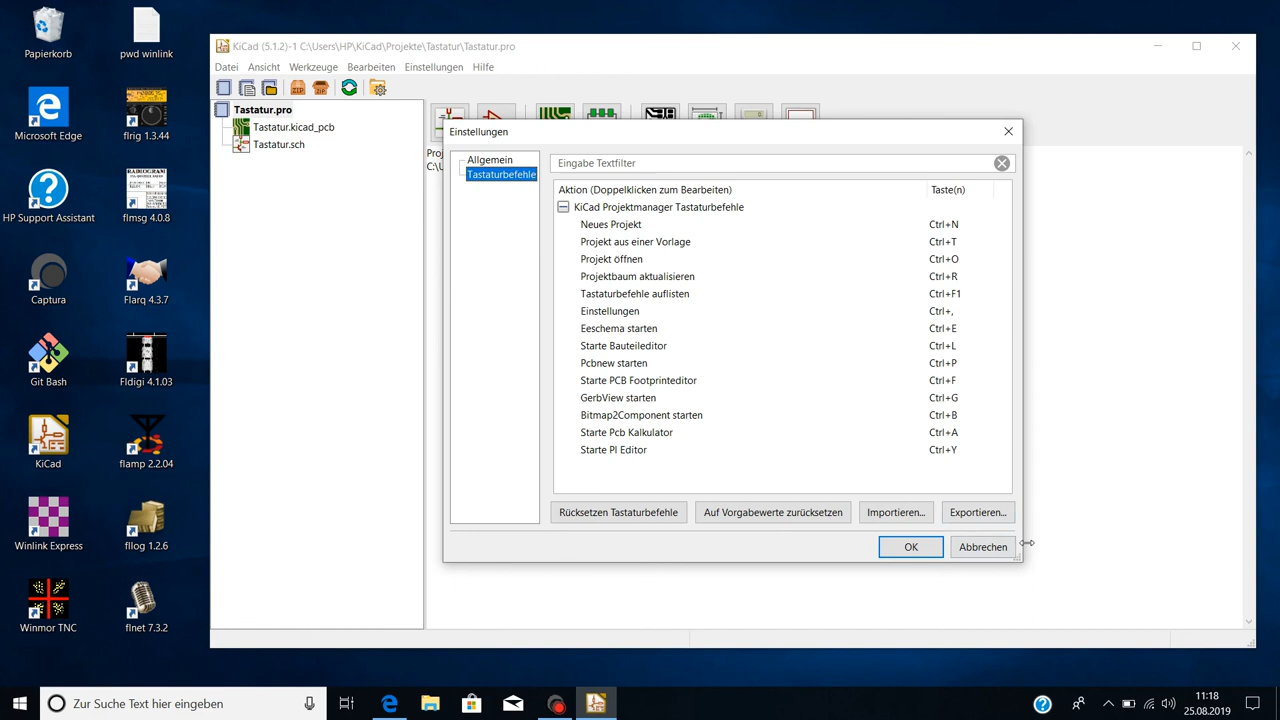 Papierkorb
pwd winlink
Microsoft Edge
flrig 1.3.44
HP Support Assistant
RADIOGRAM
flmsg 4.0.8
Captura
Flarq 4.3.7
Git Bash
Fldigi 4.1.03
KiCad
flamp 2.2.04
Winlink Express
fllog 1.2.6
Winmor TNC
flnet 7.3.2
KiCad (5.1.2)-1 C:\Users\HP\KiCad\Projekte\Tastatur\Tastatur.pro
Datei Ansicht Werkzeuge Bearbeiten Einstellungen Hilfe
ZIP ZIP
Tastatur.pro
Tastatur.kicad_pcb
Tastatur.sch
Proj
C:\U
Einstellungen
Allgemein
Tastaturbefehle
Eingabe Textfilter
Aktion (Doppelklicken zum Bearbeiten) Taste(n)
KiCad Projektmanager Tastaturbefehle
Neues Projekt Ctrl+N
Projekt aus einer Vorlage Ctrl+T
Projekt öffnen Ctrl+O
Projektbaum aktualisieren Ctrl+R
Tastaturbefehle auflisten Ctrl+F1
Einstellungen Ctrl+,
Eeschema starten Ctrl+E
Starte Bauteileditor Ctrl+L
Pcbnew starten Ctrl+P
Starte PCB Footprinteditor Ctrl+F
GerbView starten Ctrl+G
Bitmap2Component starten Ctrl+B
Starte Pcb Kalkulator Ctrl+A
Starte Pl Editor Ctrl+Y
Rücksetzen Tastaturbefehle Auf Vorgabewerte zurücksetzen Importieren... Exportieren...
OK Abbrechen
Zur Suche Text hier eingeben
11:18
25.08.2019